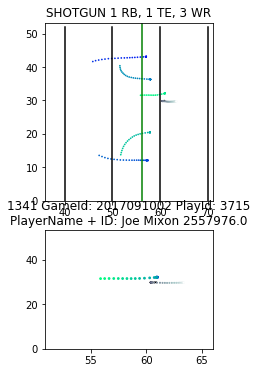 SHOTGUN 1 RB, 1 TE, 3 WR
50
40
30
20
10
0
40 50 60 70
1341 GameId: 2017091002 PlayId: 3715
PlayerName + ID: Joe Mixon 2557976.0
40
20
0
55 60 65